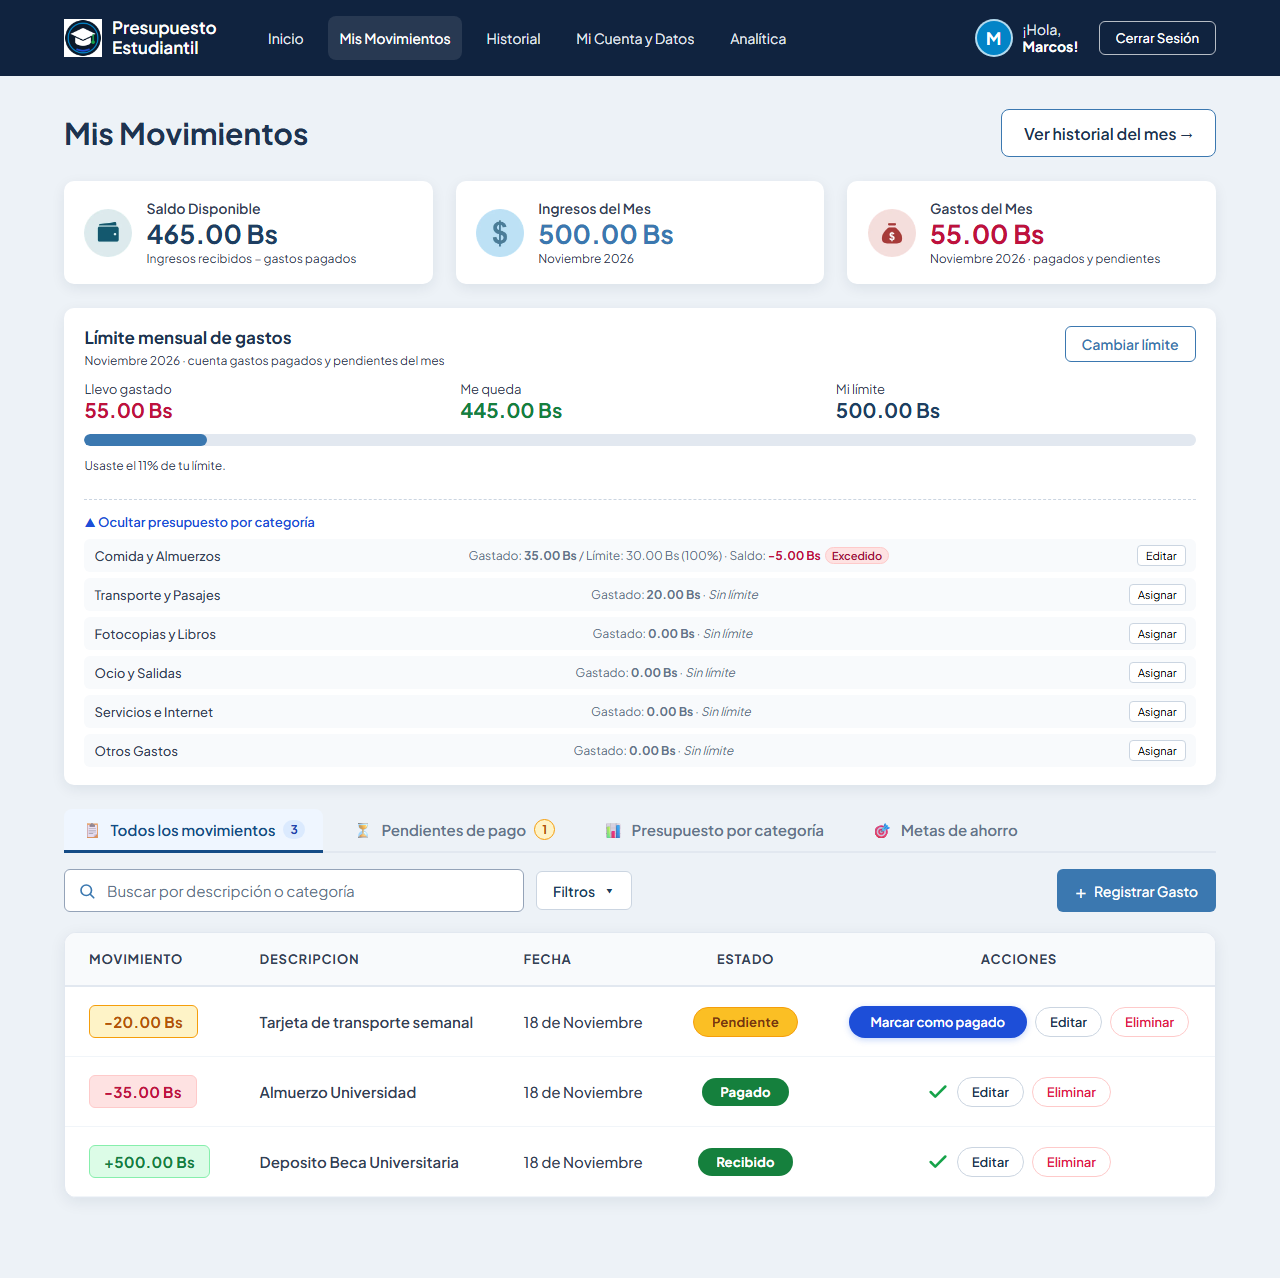 Presupuesto
Estudiantil
Inicio
Mis Movimientos
Historial
Mi Cuenta y Datos
Analítica
M
¡Hola,
Marcos!
Cerrar Sesión
Mis Movimientos
Ver historial del mes →
Saldo Disponible
465.00 Bs
Ingresos recibidos – gastos pagados
$
Ingresos del Mes
500.00 Bs
Noviembre 2026
$
Gastos del Mes
55.00 Bs
Noviembre 2026 · pagados y pendientes
Límite mensual de gastos
Noviembre 2026 · cuenta gastos pagados y pendientes del mes
Cambiar límite
Llevo gastado
55.00 Bs
Me queda
445.00 Bs
Mi límite
500.00 Bs
Usaste el 11% de tu límite.
▲ Ocultar presupuesto por categoría
Comida y Almuerzos Gastado: 35.00 Bs / Límite: 30.00 Bs (100%) · Saldo: -5.00 Bs Excedido Editar
Transporte y Pasajes Gastado: 20.00 Bs · Sin límite Asignar
Fotocopias y Libros Gastado: 0.00 Bs · Sin límite Asignar
Ocio y Salidas Gastado: 0.00 Bs · Sin límite Asignar
Servicios e Internet Gastado: 0.00 Bs · Sin límite Asignar
Otros Gastos Gastado: 0.00 Bs · Sin límite Asignar
Todos los movimientos 3
Pendientes de pago 1
Presupuesto por categoría
Metas de ahorro
Buscar por descripción o categoría
Filtros ▼
+ Registrar Gasto
MOVIMIENTO DESCRIPCION FECHA ESTADO ACCIONES
-20.00 Bs Tarjeta de transporte semanal 18 de Noviembre Pendiente Marcar como pagado Editar Eliminar
-35.00 Bs Almuerzo Universidad 18 de Noviembre Pagado ✓ Editar Eliminar
+500.00 Bs Deposito Beca Universitaria 18 de Noviembre Recibido ✓ Editar Eliminar